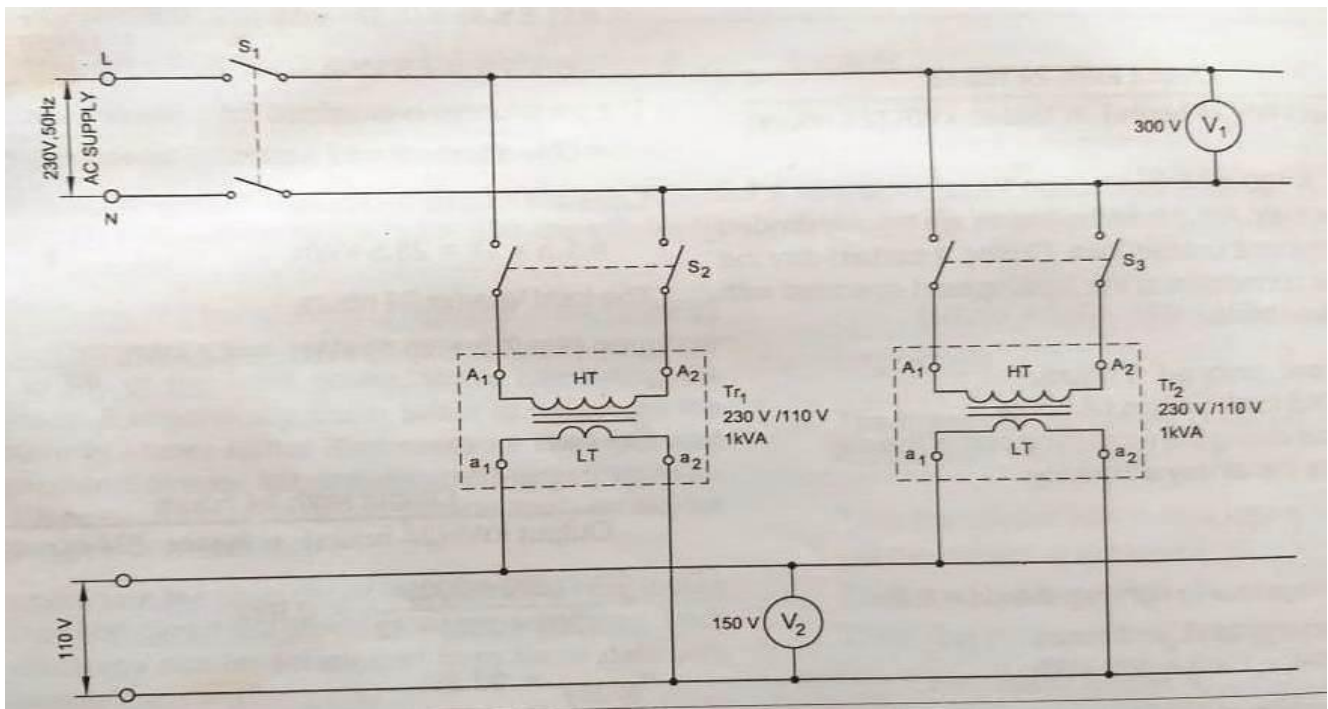 L
S1
230V,50Hz
AC SUPPLY
N
300 V V1
S2
S3
A1 HT A2
Tr1
230 V /110 V
1kVA
a1 LT a2
A1 HT A2
Tr2
230 V /110 V
1kVA
a1 LT a2
110 V
150 V V2